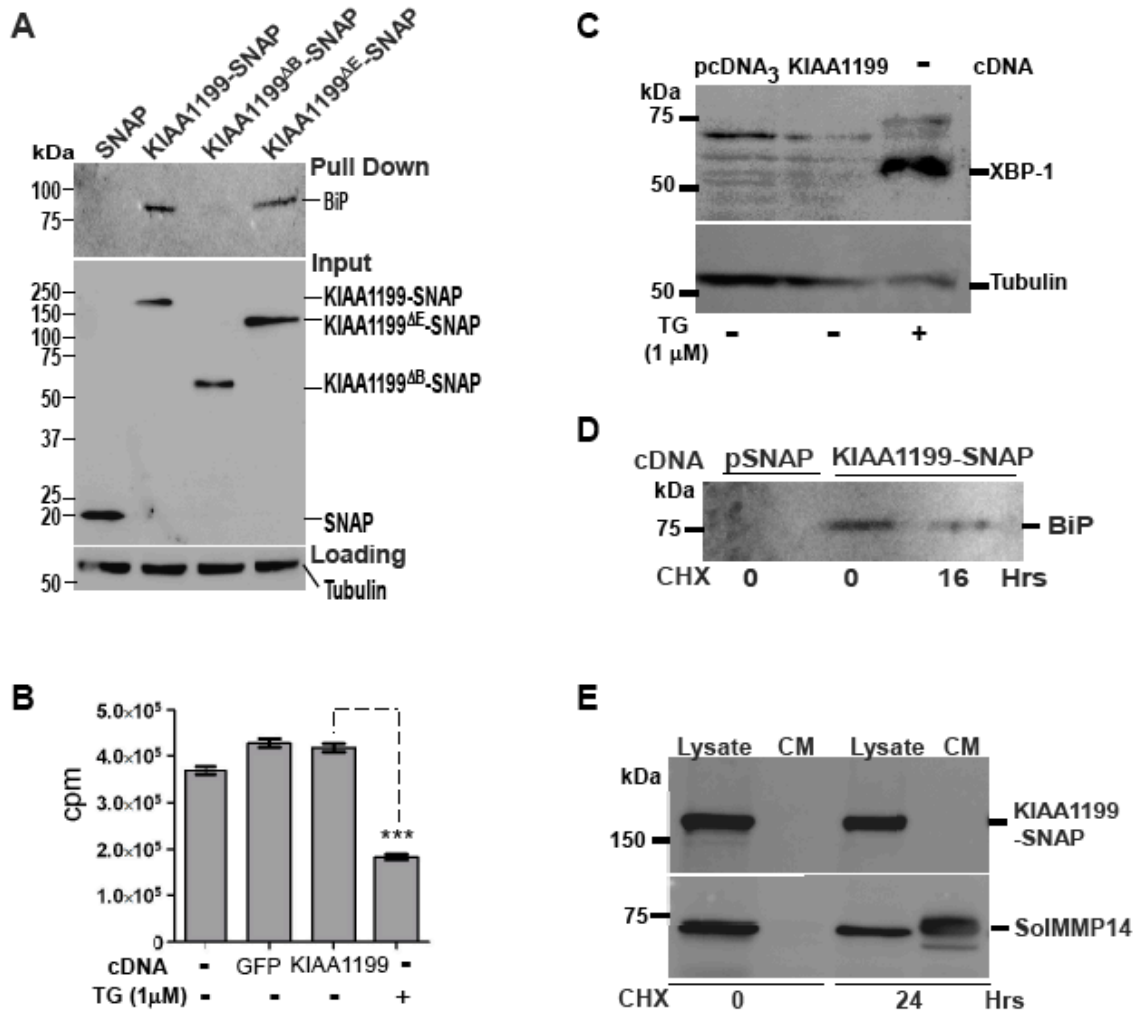 A
SNAP
KIAA1199-SNAP
KIAA1199ΔB-SNAP
KIAA1199ΔE-SNAP
kDa
Pull Down
100
75
BiP
Input
250
150
100
75
50
37
25
20
KIAA1199-SNAP
KIAA1199ΔE-SNAP
KIAA1199ΔB-SNAP
SNAP
Loading
50
Tubulin
B
cpm
5.0×10⁵
4.0×10⁵
3.0×10⁵
2.0×10⁵
1.0×10⁵
0
***
cDNA - GFP KIAA1199 -
TG (1µM) - - - +
C
pcDNA₃ KIAA1199 - cDNA
kDa
75
50
XBP-1
50
Tubulin
TG
(1 µM)
- - +
D
cDNA pSNAP KIAA1199-SNAP
kDa
75
BiP
CHX 0 0 16 Hrs
E
Lysate CM Lysate CM
kDa
150
KIAA1199
-SNAP
75
SolMMP14
CHX 0 24 Hrs